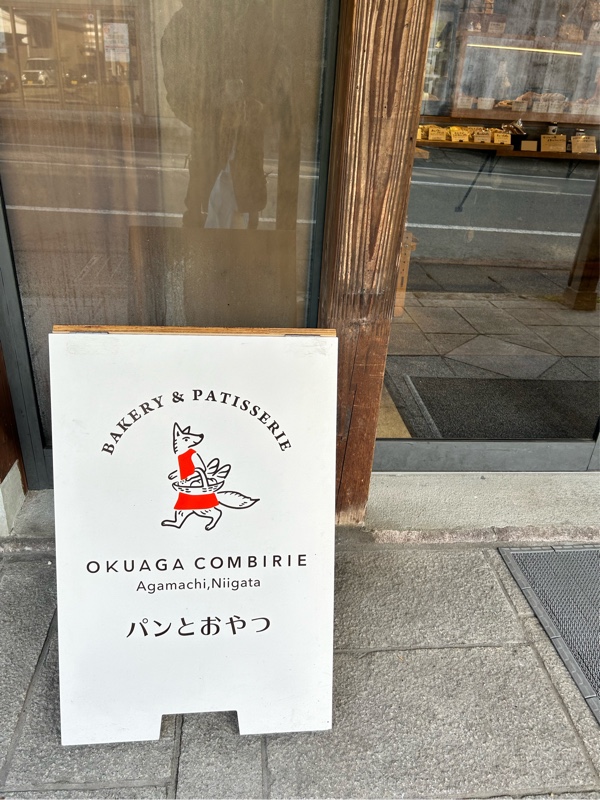 BAKERY & PATISSERIE
OKUAGA COMBIRIE
Agamachi,Niigata
パンとおやつ